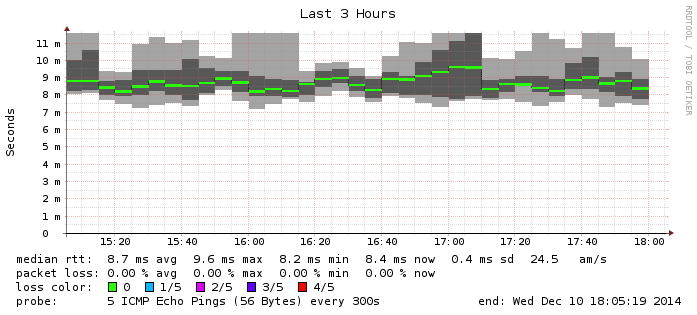 Last 3 Hours
RRDTOOL / TOBI OETIKER
Seconds
11 m
10 m
9 m
8 m
7 m
6 m
5 m
4 m
3 m
2 m
1 m
0
15:20 15:40 16:00 16:20 16:40 17:00 17:20 17:40 18:00
median rtt: 8.7 ms avg 9.6 ms max 8.2 ms min 8.4 ms now 0.4 ms sd 24.5 am/s
packet loss: 0.00 % avg 0.00 % max 0.00 % min 0.00 % now
loss color: 0 1/5 2/5 3/5 4/5
probe: 5 ICMP Echo Pings (56 Bytes) every 300s end: Wed Dec 10 18:05:19 2014